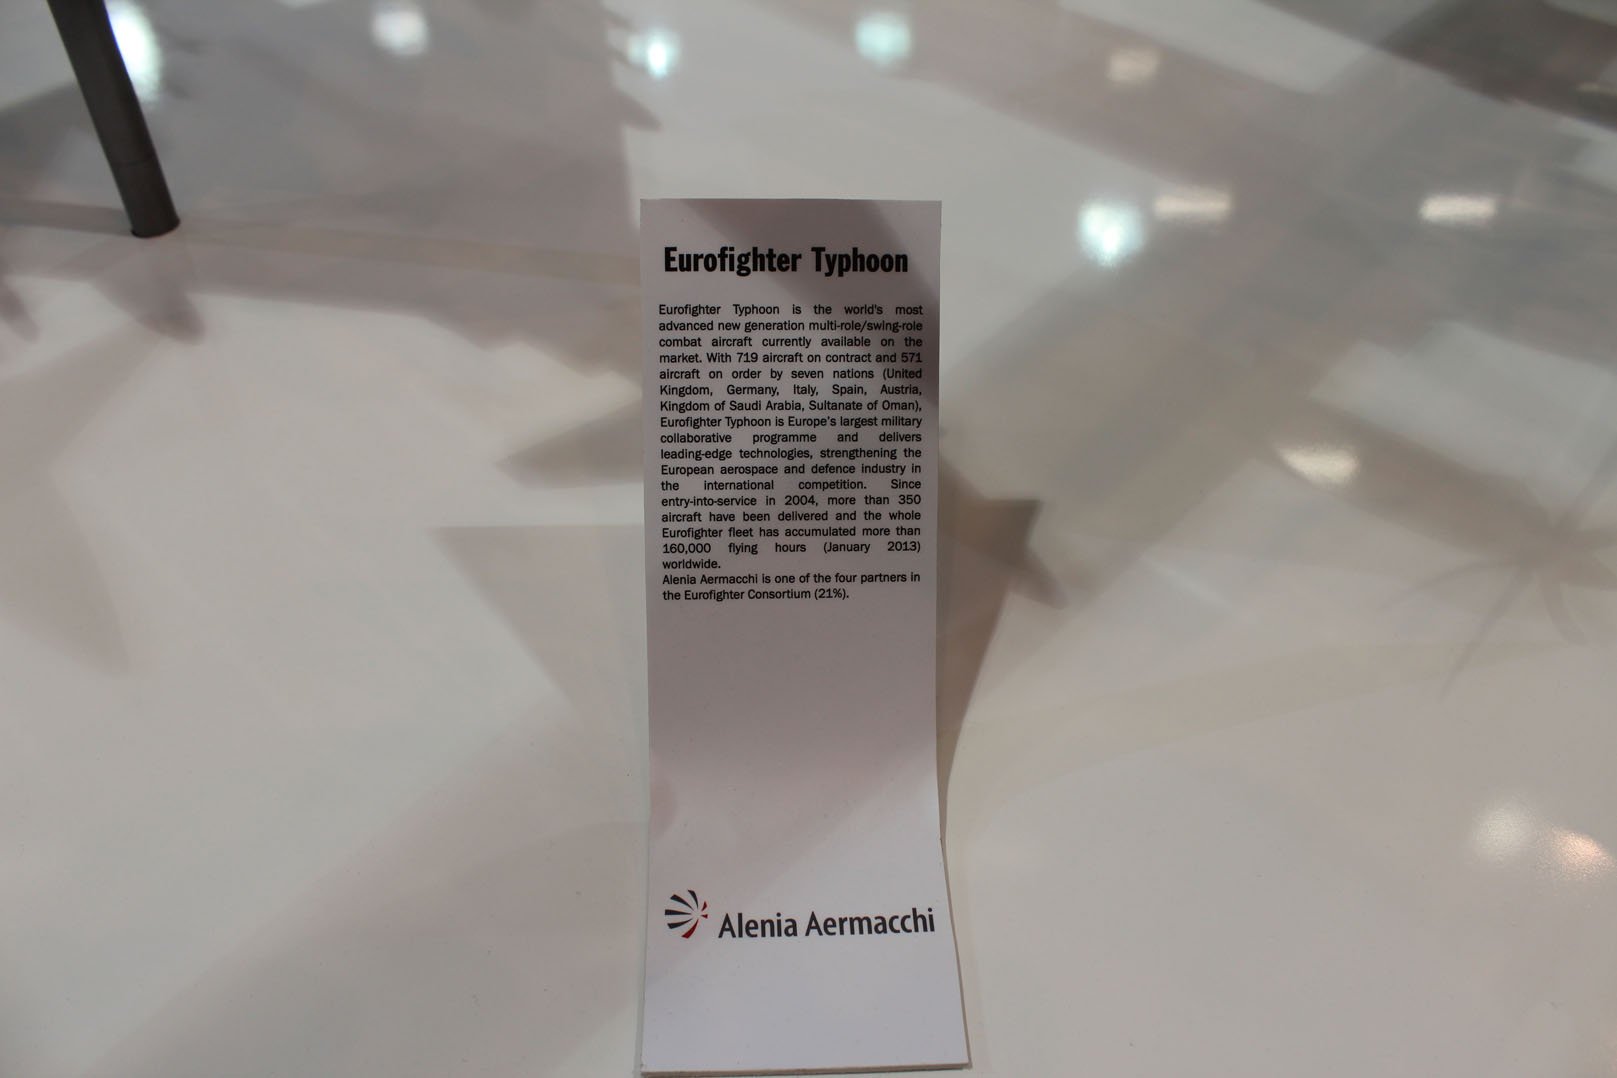 Eurofighter Typhoon
Eurofighter Typhoon is the world's most
advanced new generation multi-role/swing-role
combat aircraft currently available on the
market. With 719 aircraft on contract and 571
aircraft on order by seven nations (United
Kingdom, Germany, Italy, Spain, Austria,
Kingdom of Saudi Arabia, Sultanate of Oman),
Eurofighter Typhoon is Europe's largest military
collaborative programme and delivers
leading-edge technologies, strengthening the
European aerospace and defence industry in
the international competition. Since
entry-into-service in 2004, more than 350
aircraft have been delivered and the whole
Eurofighter fleet has accumulated more than
160,000 flying hours (January 2013)
worldwide.
Alenia Aermacchi is one of the four partners in
the Eurofighter Consortium (21%).
Alenia Aermacchi